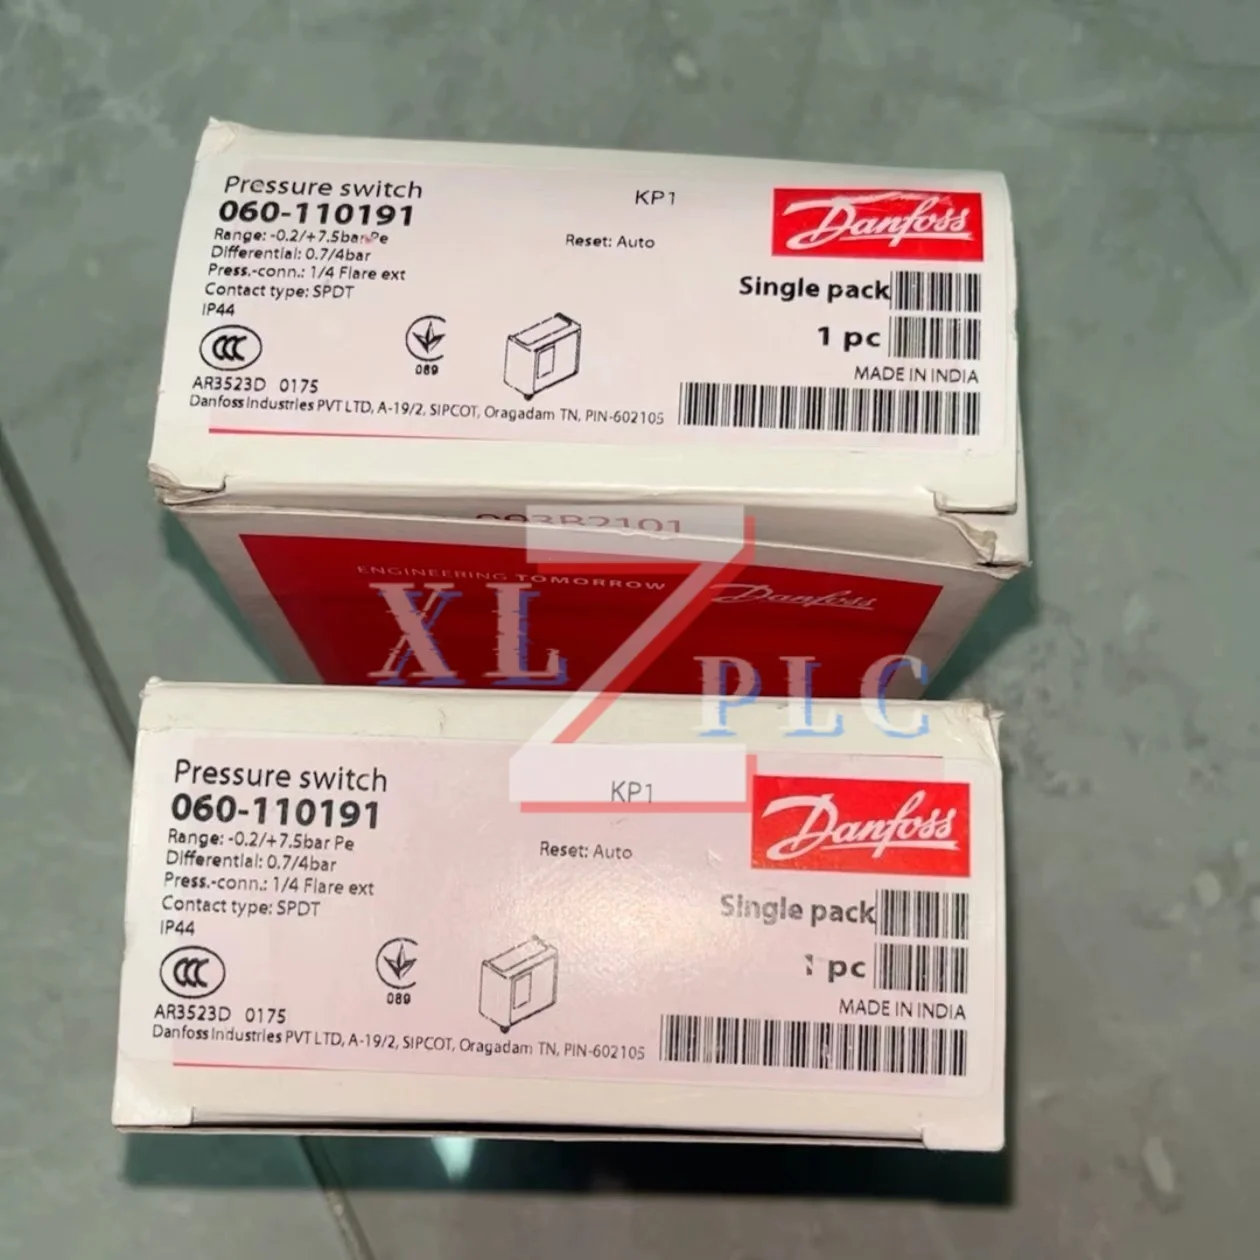 Pressure switch
060-110191
KP1
Danfoss
Range: -0.2/+7.5bar Pe
Reset: Auto
Differential: 0.7/4bar
Press.-conn.: 1/4 Flare ext
Contact type: SPDT
Single pack
IP44
1 pc
CCC
089
MADE IN INDIA
AR3523D 0175
Danfoss Industries PVT LTD, A-19/2, SIPCOT, Oragadam TN, PIN-602105
003B2101
ENGINEERING TOMORROW
Danfoss
XL Z PLC
Pressure switch
060-110191
KP1
Danfoss
Range: -0.2/+7.5bar Pe
Reset: Auto
Differential: 0.7/4bar
Press.-conn.: 1/4 Flare ext
Contact type: SPDT
Single pack
IP44
1 pc
CCC
089
MADE IN INDIA
AR3523D 0175
Danfoss Industries PVT LTD, A-19/2, SIPCOT, Oragadam TN, PIN-602105